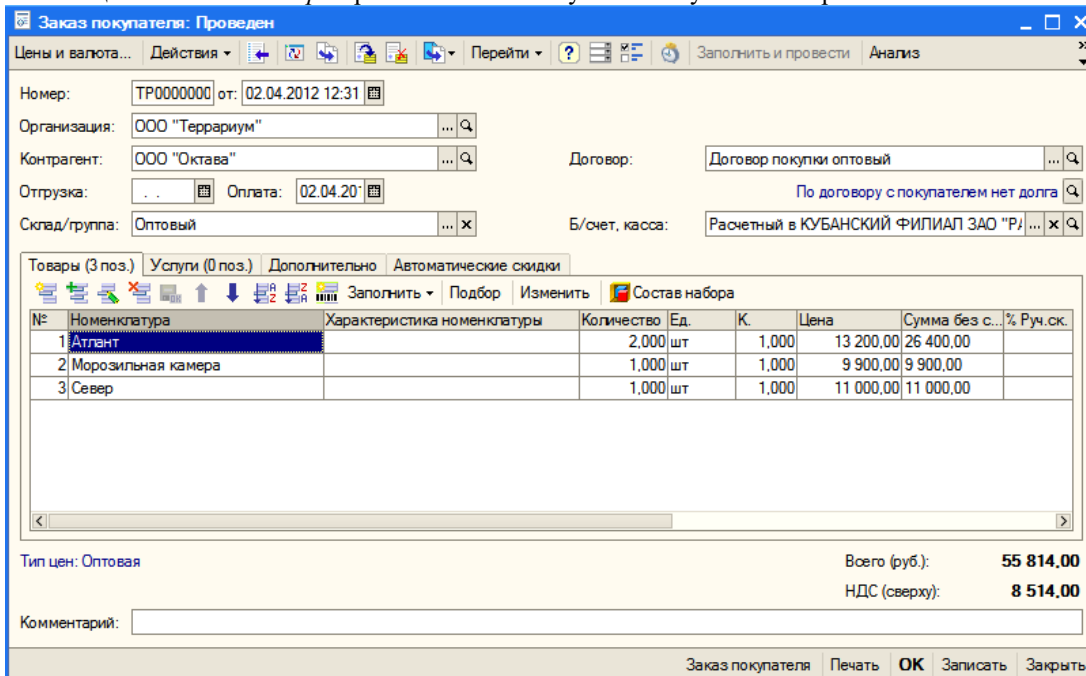 Заказ покупателя: Проведен
Цены и валюта... Действия Перейти ? Заполнить и провести Анализ
Номер: ТР0000000 от: 02.04.2012 12:31
Организация: ООО "Террариум" ...
Контрагент: ООО "Октава" ... Договор: Договор покупки оптовый ...
Отгрузка: . . Оплата: 02.04.20 По договору с покупателем нет долга
Склад/группа: Оптовый ... x Б/счет, касса: Расчетный в КУБАНСКИЙ ФИЛИАЛ ЗАО "РА ... x
Товары (3 поз.) Услуги (0 поз.) Дополнительно Автоматические скидки
Заполнить Подбор Изменить Состав набора
№ Номенклатура Характеристика номенклатуры Количество Ед. К. Цена Сумма без с... % Руч.ск.
1 Атлант 2,000 шт 1,000 13 200,00 26 400,00
2 Морозильная камера 1,000 шт 1,000 9 900,00 9 900,00
3 Север 1,000 шт 1,000 11 000,00 11 000,00
Тип цен: Оптовая Всего (руб.): 55 814,00
НДС (сверху): 8 514,00
Комментарий:
Заказ покупателя Печать OK Записать Закрыть